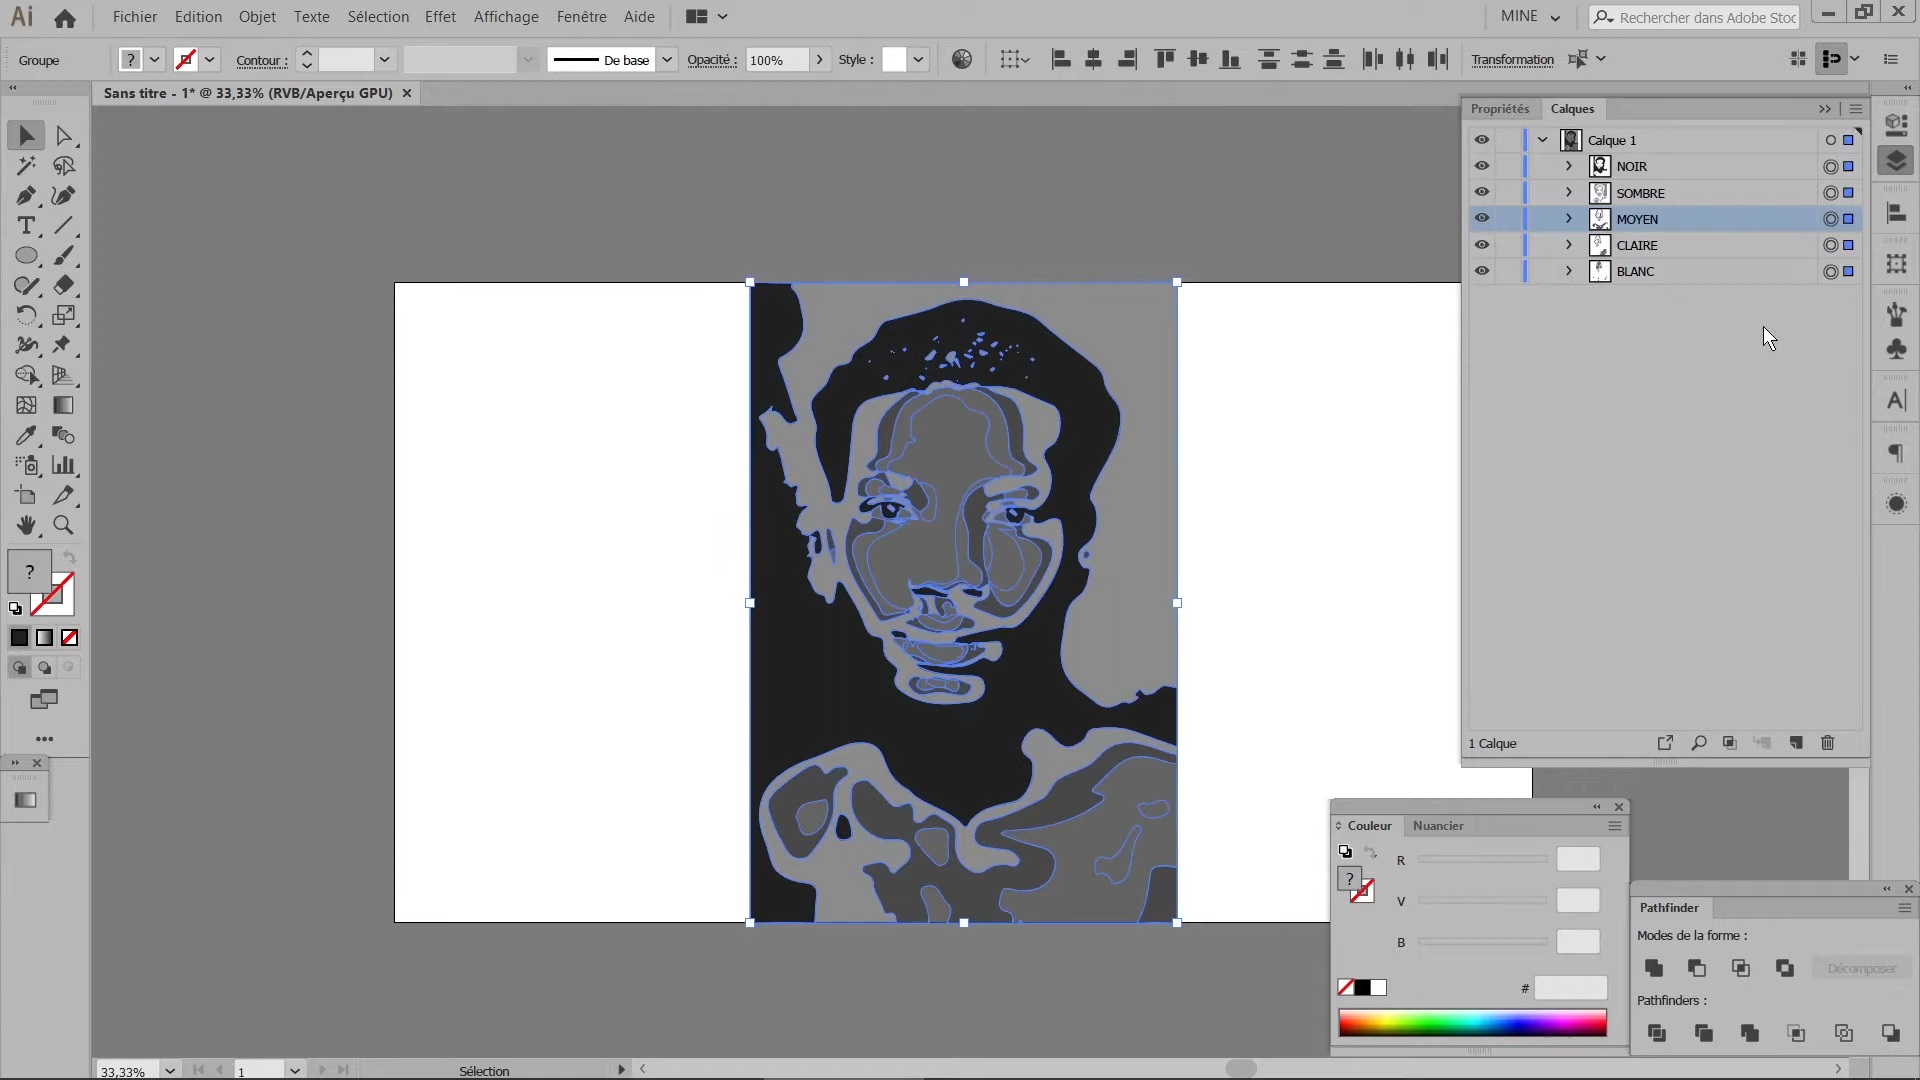 Ai Fichier Edition Objet Texte Sélection Effet Affichage Fenêtre Aide MINE Rechercher dans Adobe Stoc
Groupe ? Contour : De base Opacité : 100% Style : Transformation
Sans titre - 1* @ 33,33% (RVB/Aperçu GPU)
Propriétés Calques
Calque 1
NOIR
SOMBRE
MOYEN
CLAIRE
BLANC
?
1 Calque
Couleur Nuancier
R
?
V
B
#
Pathfinder
Modes de la forme :
Décomposer
Pathfinders :
33,33% 1 Sélection